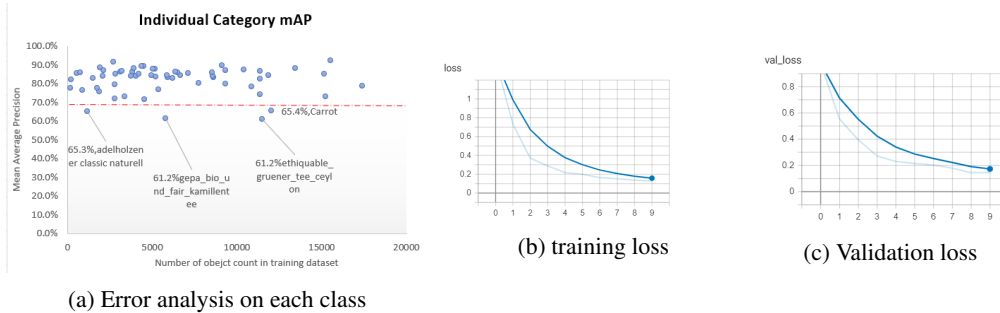 Individual Category mAP
100.0%
90.0%
80.0%
70.0%
60.0%
50.0%
40.0%
30.0%
20.0%
10.0%
0.0%
Mean Average Precision
65.4%,Carrot
65.3%,adelholzen
er classic naturell
61.2%gepa_bio_u
nd_fair_kamillent
ee
61.2%ethiquable_
gruener_tee_ceyl
on
0 5000 10000 15000 20000
Number of obejct count in training dataset
(a) Error analysis on each class
loss
1
0.8
0.6
0.4
0.2
0
0 1 2 3 4 5 6 7 8 9
(b) training loss
val_loss
0.8
0.6
0.4
0.2
0
0 1 2 3 4 5 6 7 8 9
(c) Validation loss